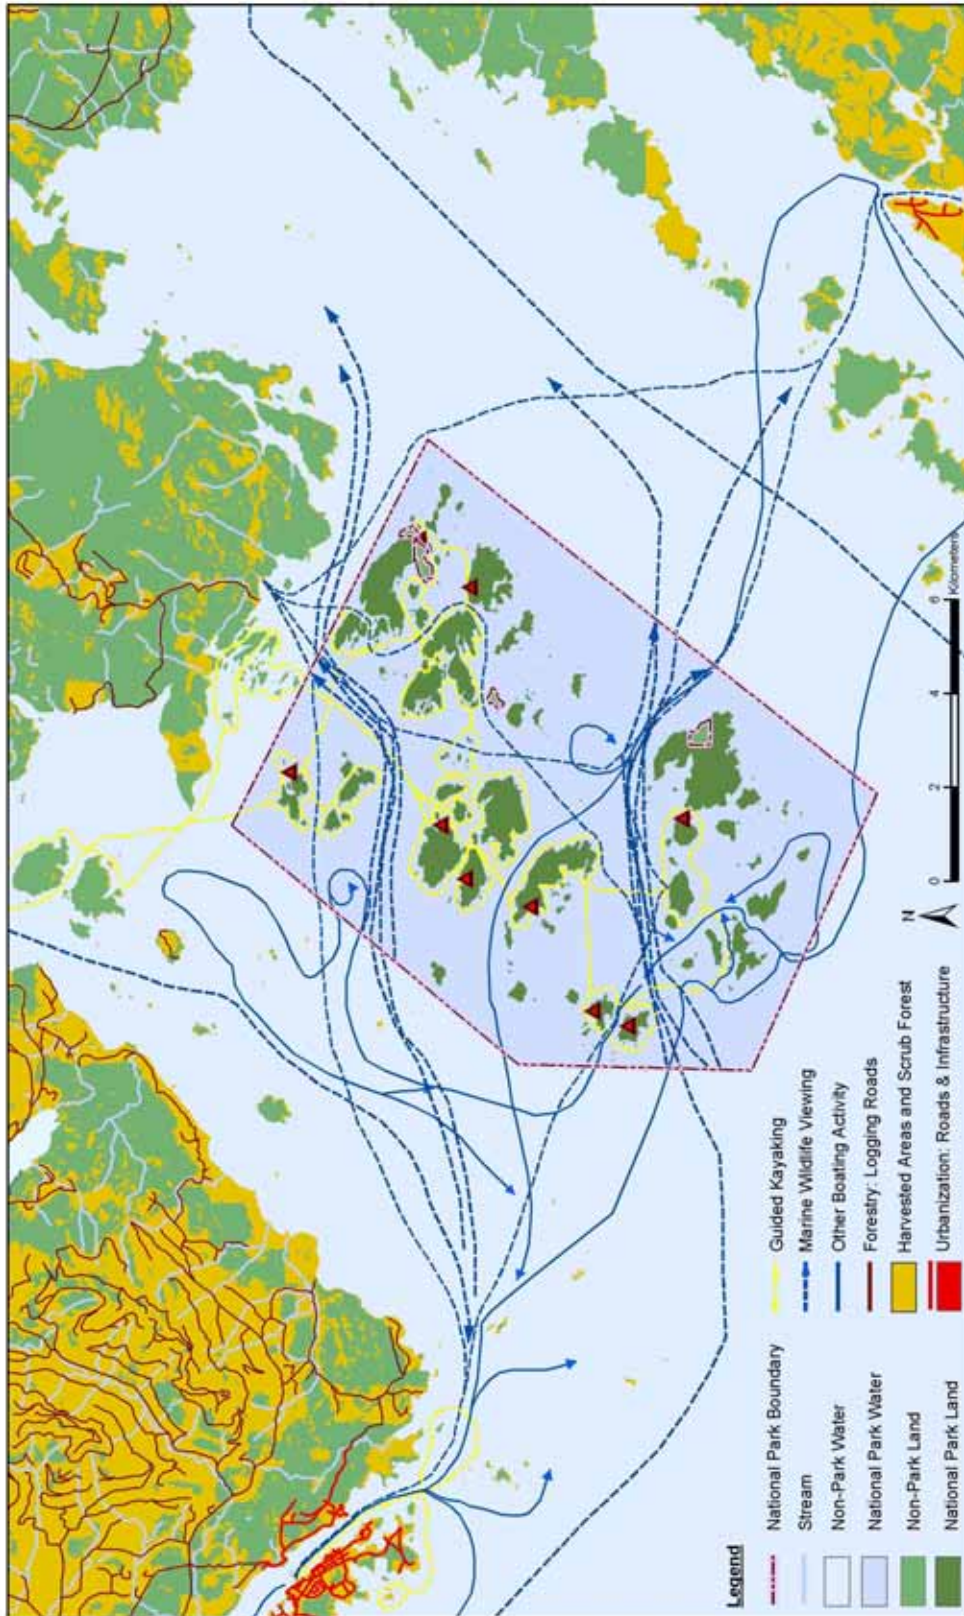 Legend
National Park Boundary
Stream
Non-Park Water
National Park Water
Non-Park Land
National Park Land
Guided Kayaking
Marine Wildlife Viewing
Other Boating Activity
Forestry: Logging Roads
Harvested Areas and Scrub Forest
Urbanization: Roads & Infrastructure
N
0 2 4 6
Kilometers